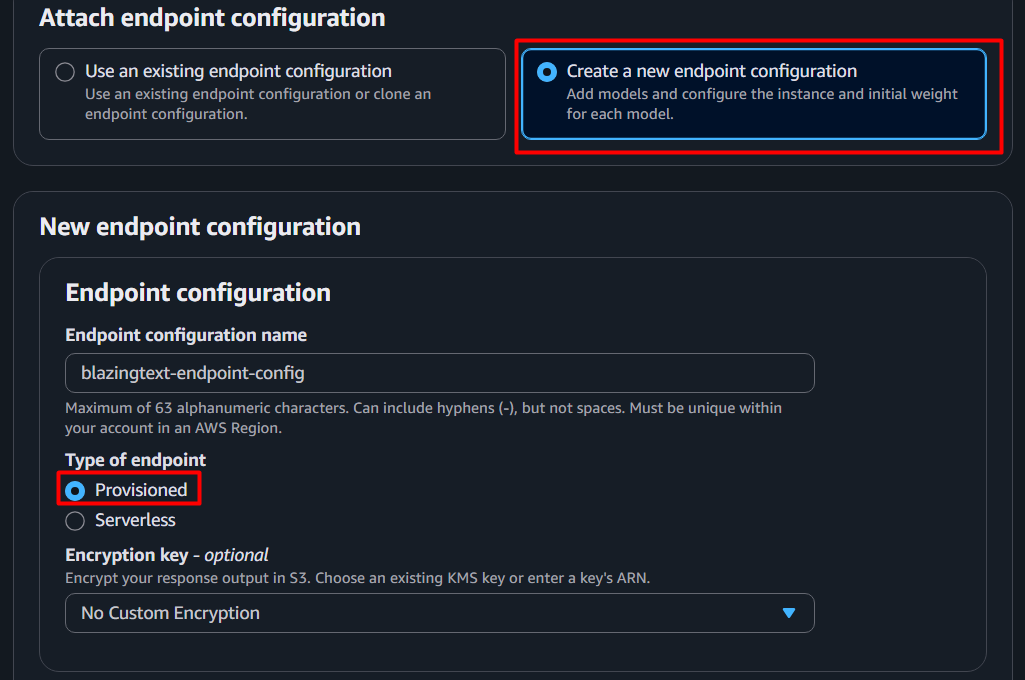 Attach endpoint configuration
Use an existing endpoint configuration
Use an existing endpoint configuration or clone an
endpoint configuration.
Create a new endpoint configuration
Add models and configure the instance and initial weight
for each model.
New endpoint configuration
Endpoint configuration
Endpoint configuration name
blazingtext-endpoint-config
Maximum of 63 alphanumeric characters. Can include hyphens (-), but not spaces. Must be unique within
your account in an AWS Region.
Type of endpoint
Provisioned
Serverless
Encryption key - optional
Encrypt your response output in S3. Choose an existing KMS key or enter a key's ARN.
No Custom Encryption